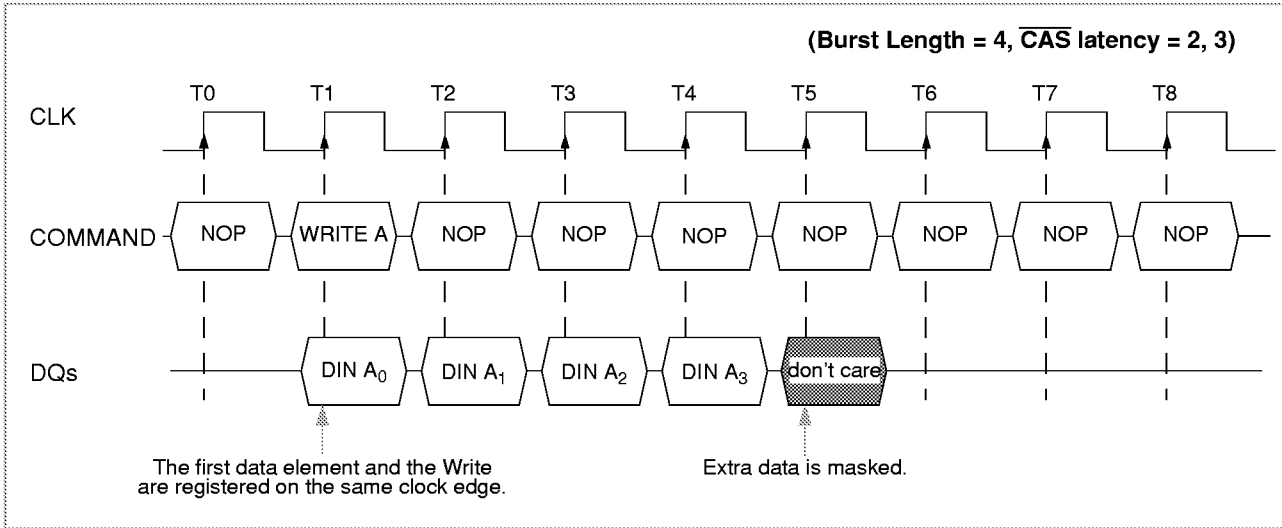 (Burst Length = 4, CAS latency = 2, 3)
T0 T1 T2 T3 T4 T5 T6 T7 T8
CLK
COMMAND NOP WRITE A NOP NOP NOP NOP NOP NOP NOP
DQs DIN A0 DIN A1 DIN A2 DIN A3 don't care
The first data element and the Write
are registered on the same clock edge.
Extra data is masked.